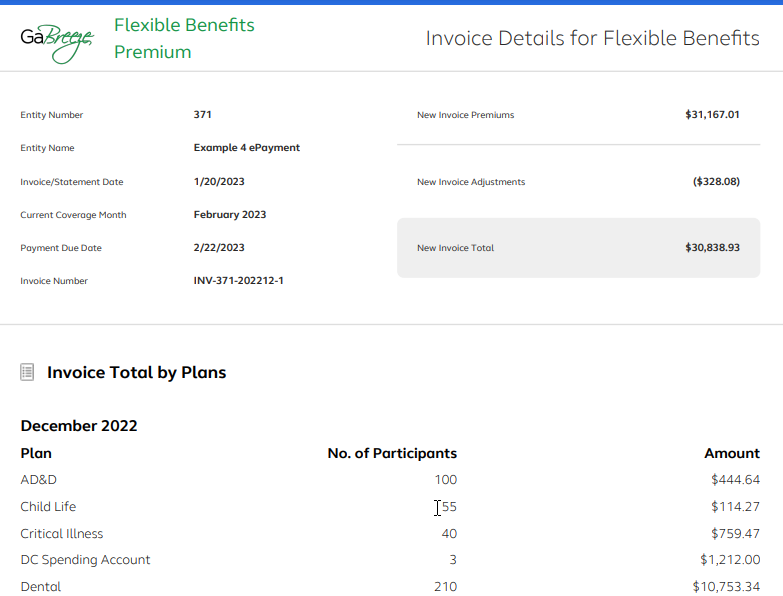 GaBreeze
Flexible Benefits
Premium
Invoice Details for Flexible Benefits
Entity Number 371
New Invoice Premiums $31,167.01
Entity Name Example 4 ePayment
Invoice/Statement Date 1/20/2023
New Invoice Adjustments ($328.08)
Current Coverage Month February 2023
Payment Due Date 2/22/2023
New Invoice Total $30,838.93
Invoice Number INV-371-202212-1
Invoice Total by Plans
December 2022
Plan No. of Participants Amount
AD&D 100 $444.64
Child Life 55 $114.27
Critical Illness 40 $759.47
DC Spending Account 3 $1,212.00
Dental 210 $10,753.34